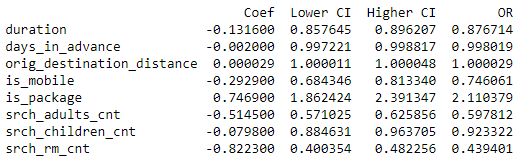 Coef Lower CI Higher CI OR
duration -0.131600 0.857645 0.896207 0.876714
days_in_advance -0.002000 0.997221 0.998817 0.998019
orig_destination_distance 0.000029 1.000011 1.000048 1.000029
is_mobile -0.292900 0.684346 0.813340 0.746061
is_package 0.746900 1.862424 2.391347 2.110379
srch_adults_cnt -0.514500 0.571025 0.625856 0.597812
srch_children_cnt -0.079800 0.884631 0.963705 0.923322
srch_rm_cnt -0.822300 0.400354 0.482256 0.439401